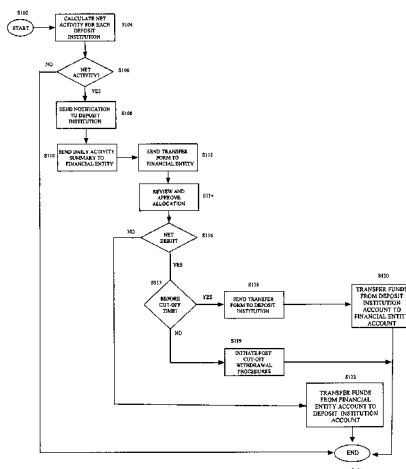 S102
START
CALCULATE NET
ACTIVITY FOR EACH
DEPOSIT
INSTITUTION
S104
NO
NET
ACTIVITY?
S106
YES
SEND NOTIFICATION
TO DEPOSIT
INSTITUTION
S108
S110
SEND DAILY ACTIVITY
SUMMARY TO
FINANCIAL ENTITY
SEND TRANSFER
FORM TO
FINANCIAL ENTITY
S112
REVIEW AND
APPROVE
ALLOCATION
S114
NO
NET
DEBIT?
S116
YES
S117
BEFORE
CUT-OFF
TIME?
YES
S118
SEND TRANSFER
FORM TO DEPOSIT
INSTITUTION
S120
TRANSFER FUNDS
FROM DEPOSIT
INSTITUTION
ACCOUNT TO
FINANCIAL ENTITY
ACCOUNT
NO
S119
INITIATE POST
CUT-OFF
WITHDRAWAL
PROCEDURES
S122
TRANSFER FUNDS
FROM FINANCIAL
ENTITY ACCOUNT TO
DEPOSIT INSTITUTION
ACCOUNT
END